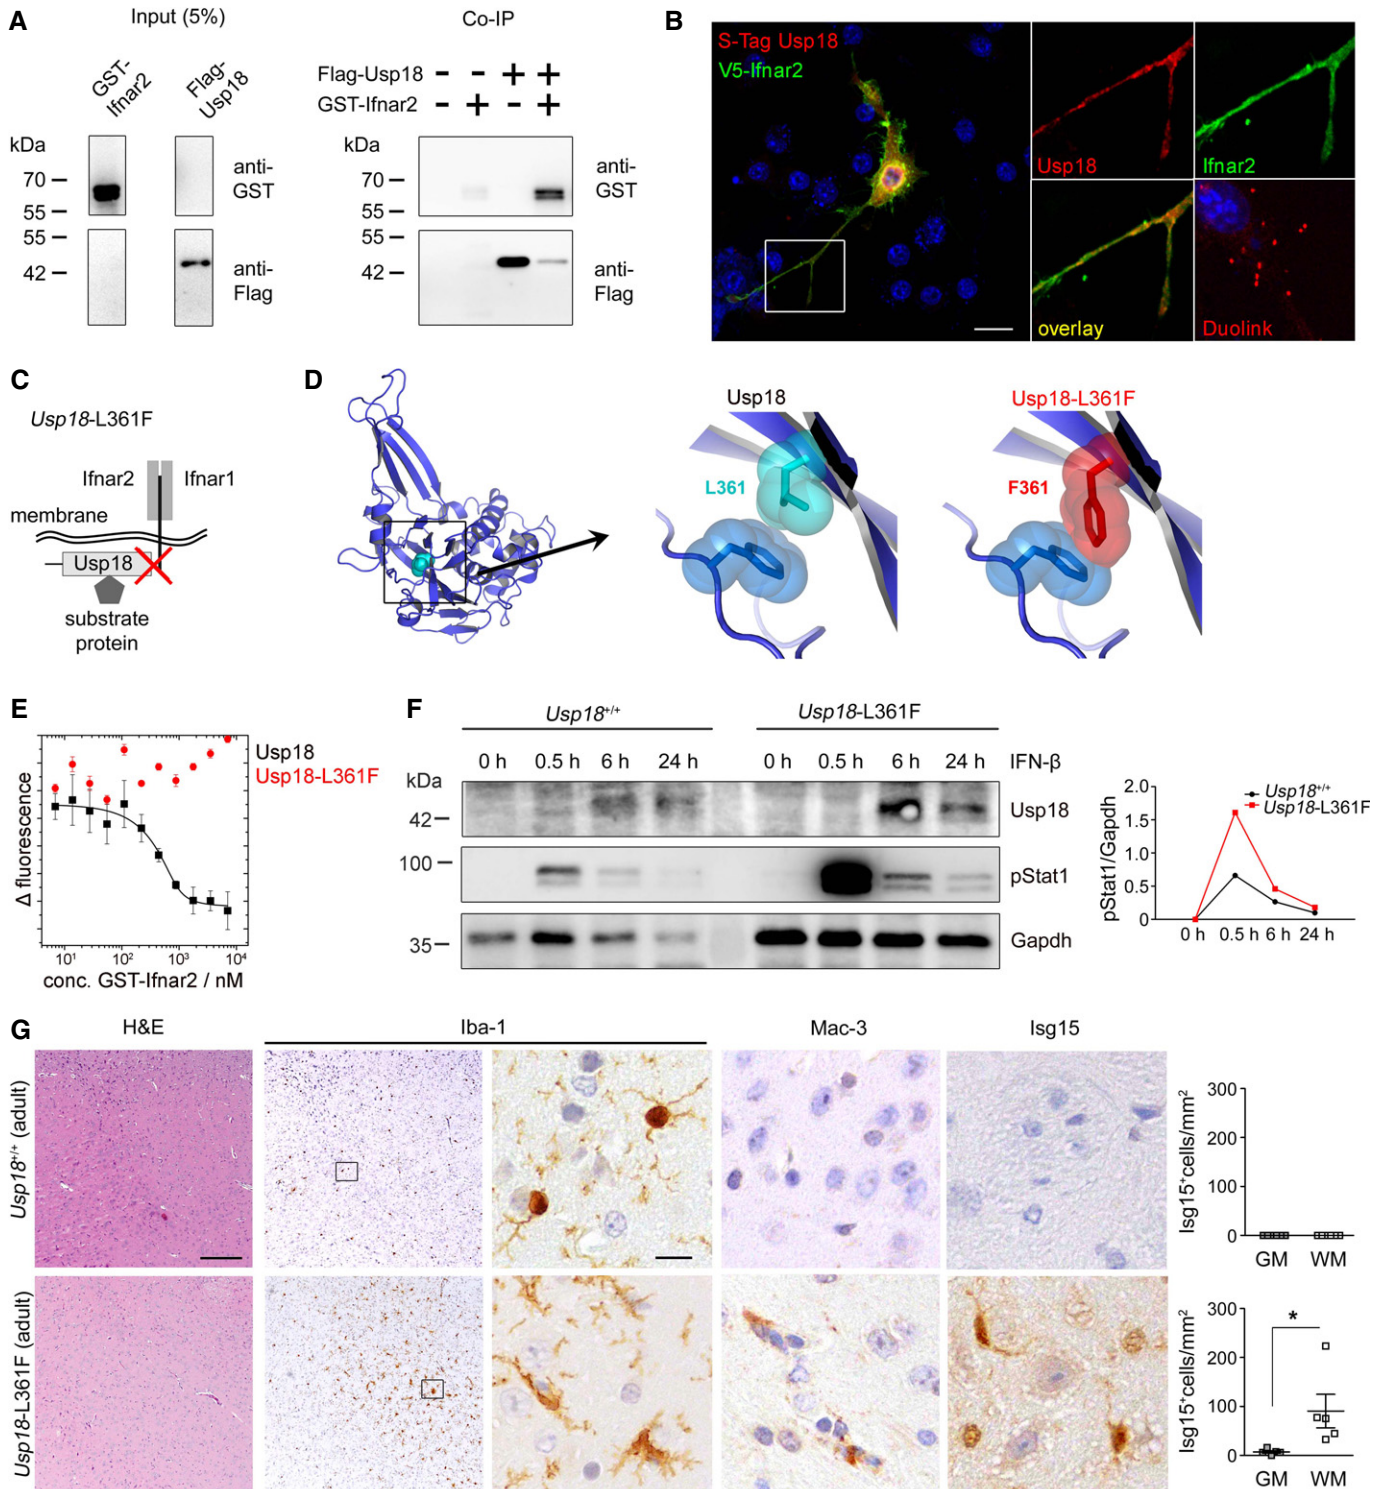 A
Input (5%)
Co-IP
GST-
Ifnar2
Flag-
Usp18
Flag-Usp18 - - + +
GST-Ifnar2 - + - +
kDa
70
55
55
42
anti-
GST
anti-
Flag
kDa
70
55
55
42
anti-
GST
anti-
Flag
B
S-Tag Usp18
V5-Ifnar2
Usp18
Ifnar2
overlay
Duolink
C
Usp18-L361F
Ifnar2
Ifnar1
membrane
Usp18
substrate
protein
D
Usp18
L361
Usp18-L361F
F361
E
Usp18
Usp18-L361F
Δ fluorescence
10¹ 10² 10³ 10⁴
conc. GST-Ifnar2 / nM
F
Usp18+/+
Usp18-L361F
0 h 0.5 h 6 h 24 h 0 h 0.5 h 6 h 24 h IFN-β
kDa
42
Usp18
100
pStat1
35
Gapdh
Usp18+/+
Usp18-L361F
pStat1/Gapdh
2.0
1.5
1.0
0.5
0
0 h 0.5 h 6 h 24 h
G
H&E
Iba-1
Mac-3
Isg15
Usp18+/+ (adult)
Isg15+cells/mm²
300
200
100
0
GM WM
Usp18-L361F (adult)
Isg15+cells/mm²
300
200
100
0
*
GM WM